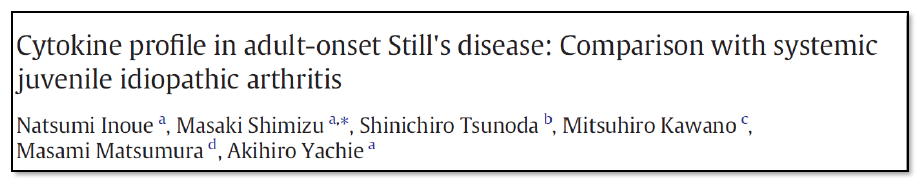 Cytokine profile in adult-onset Still's disease: Comparison with systemic
juvenile idiopathic arthritis
Natsumi Inoue a, Masaki Shimizu a,*, Shinichiro Tsunoda b, Mitsuhiro Kawano c,
Masami Matsumura d, Akihiro Yachie a